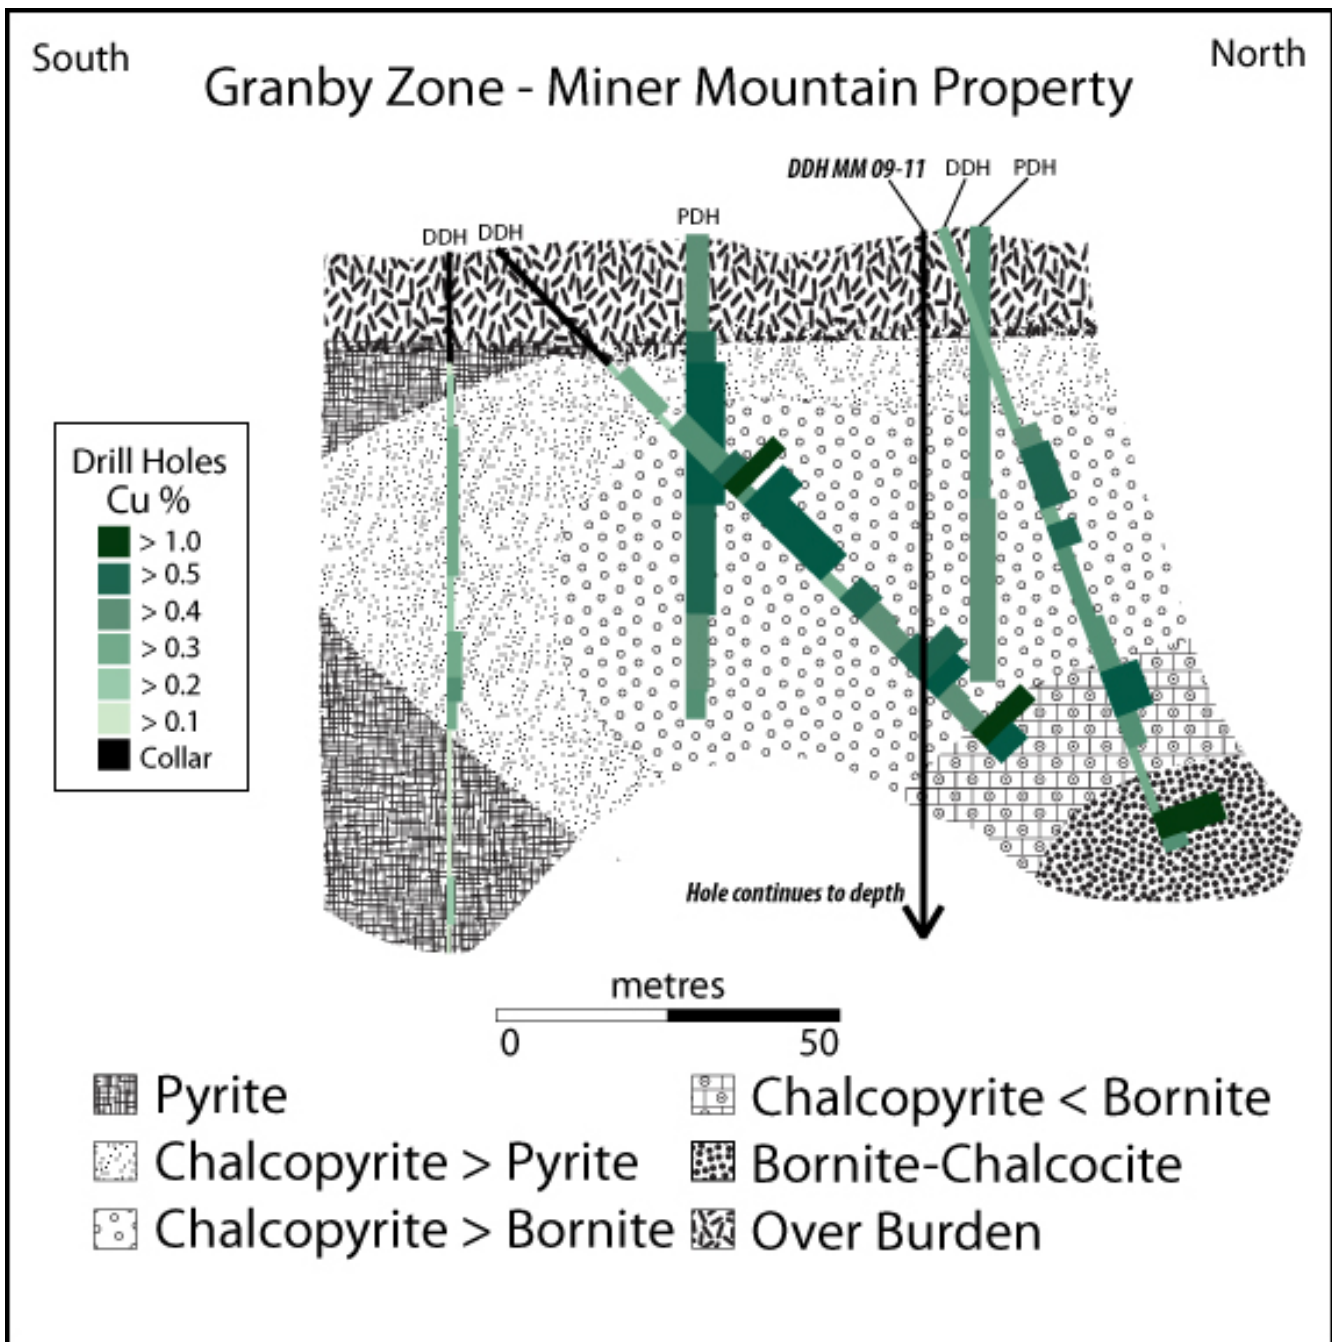 South
North
Granby Zone - Miner Mountain Property
DDH MM 09-11
DDH
PDH
PDH
DDH
DDH
Drill Holes
Cu %
> 1.0
> 0.5
> 0.4
> 0.3
> 0.2
> 0.1
Collar
Hole continues to depth
metres
0
50
Pyrite
Chalcopyrite > Pyrite
Chalcopyrite > Bornite
Chalcopyrite < Bornite
Bornite-Chalcocite
Over Burden